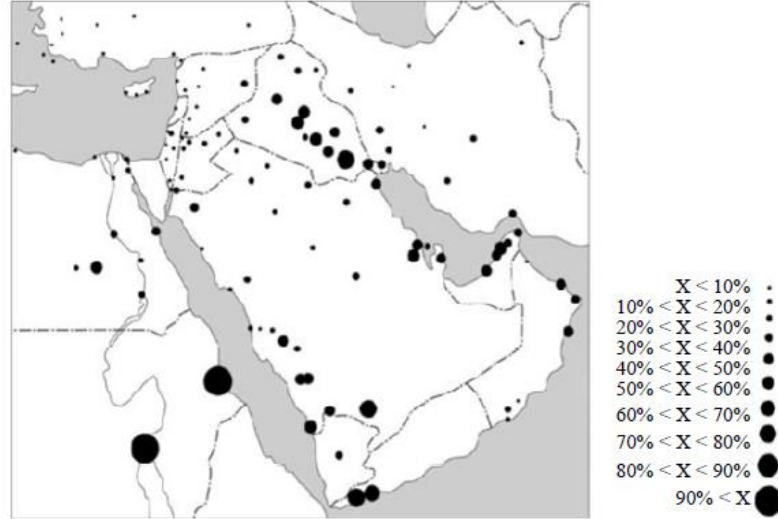 X < 10%
10% < X < 20%
20% < X < 30%
30% < X < 40%
40% < X < 50%
50% < X < 60%
60% < X < 70%
70% < X < 80%
80% < X < 90%
90% < X